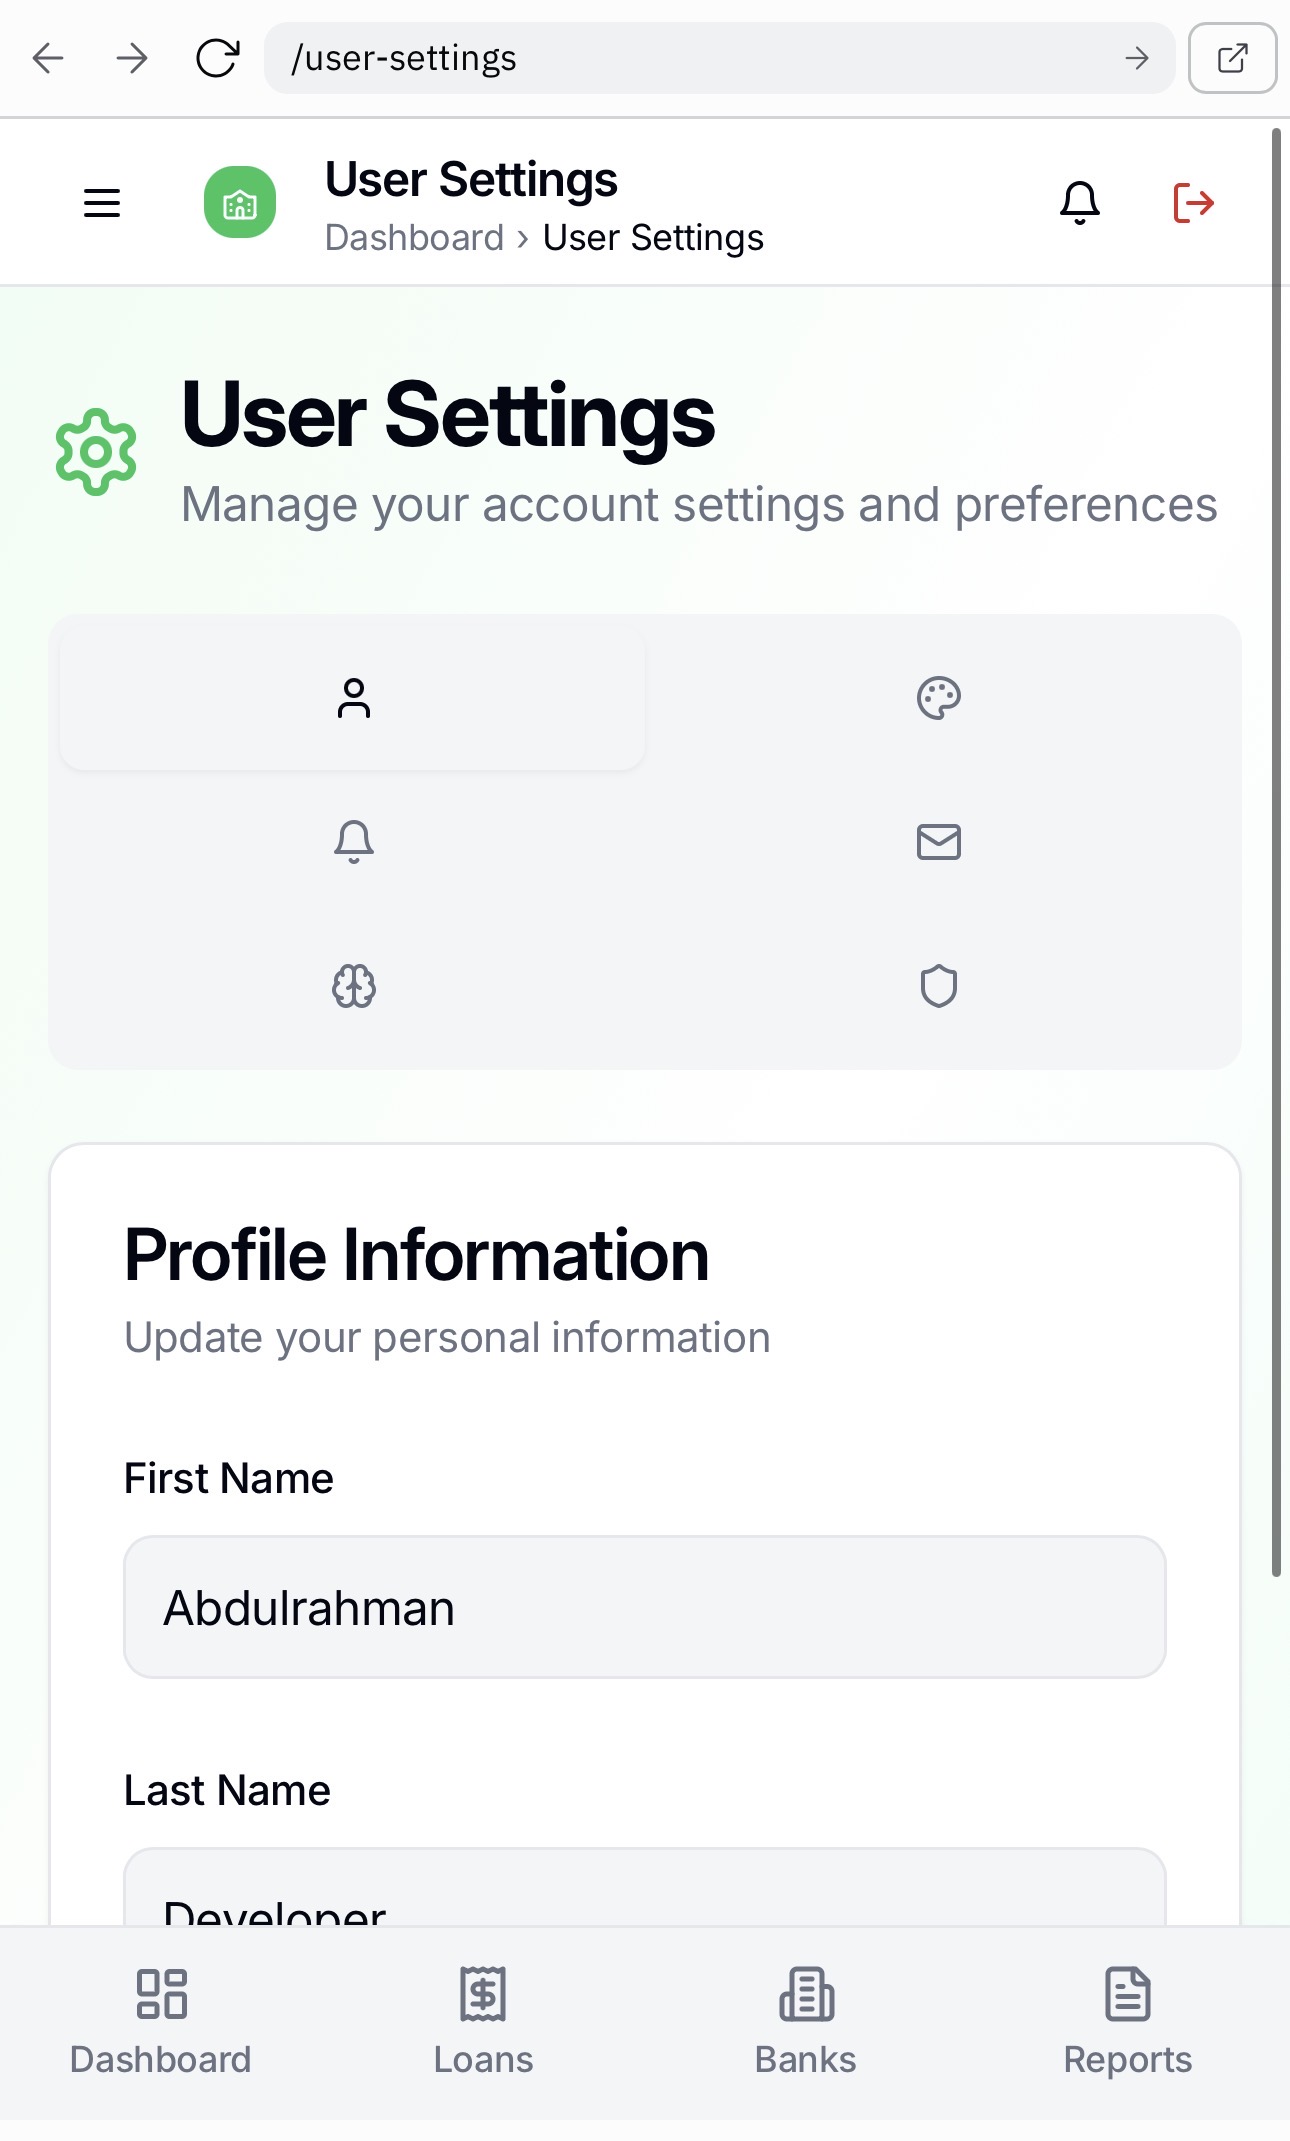 /user-settings
User Settings
Dashboard › User Settings
User Settings
Manage your account settings and preferences
Profile Information
Update your personal information
First Name
Abdulrahman
Last Name
Developer
Dashboard
Loans
Banks
Reports